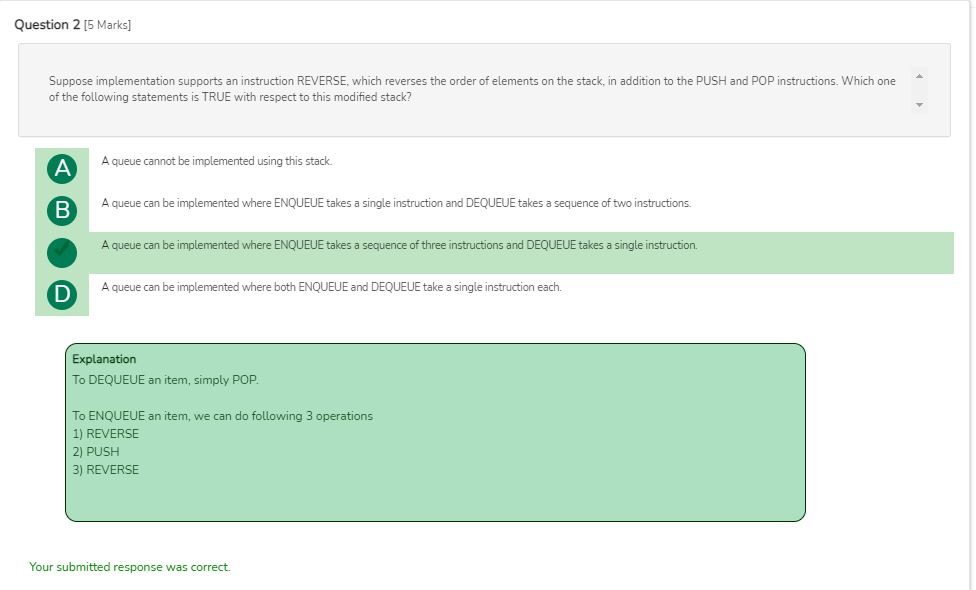 Question 2 [5 Marks]
Suppose implementation supports an instruction REVERSE, which reverses the order of elements on the stack, in addition to the PUSH and POP instructions. Which one
of the following statements is TRUE with respect to this modified stack?
A A queue cannot be implemented using this stack.
B A queue can be implemented where ENQUEUE takes a single instruction and DEQUEUE takes a sequence of two instructions.
A queue can be implemented where ENQUEUE takes a sequence of three instructions and DEQUEUE takes a single instruction.
D A queue can be implemented where both ENQUEUE and DEQUEUE take a single instruction each.
Explanation
To DEQUEUE an item, simply POP.
To ENQUEUE an item, we can do following 3 operations
1) REVERSE
2) PUSH
3) REVERSE
Your submitted response was correct.